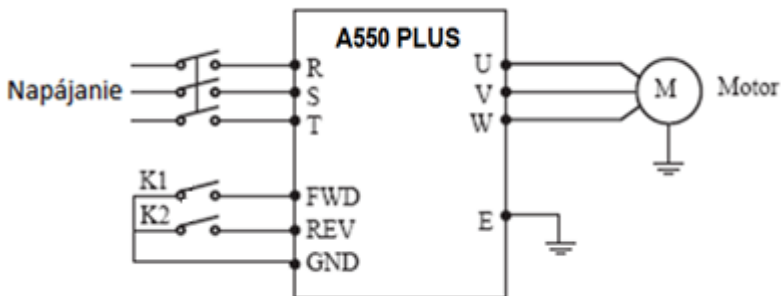 A550 PLUS
Napájanie
R
S
T
U
V
W
M
Motor
K1
K2
FWD
REV
GND
E